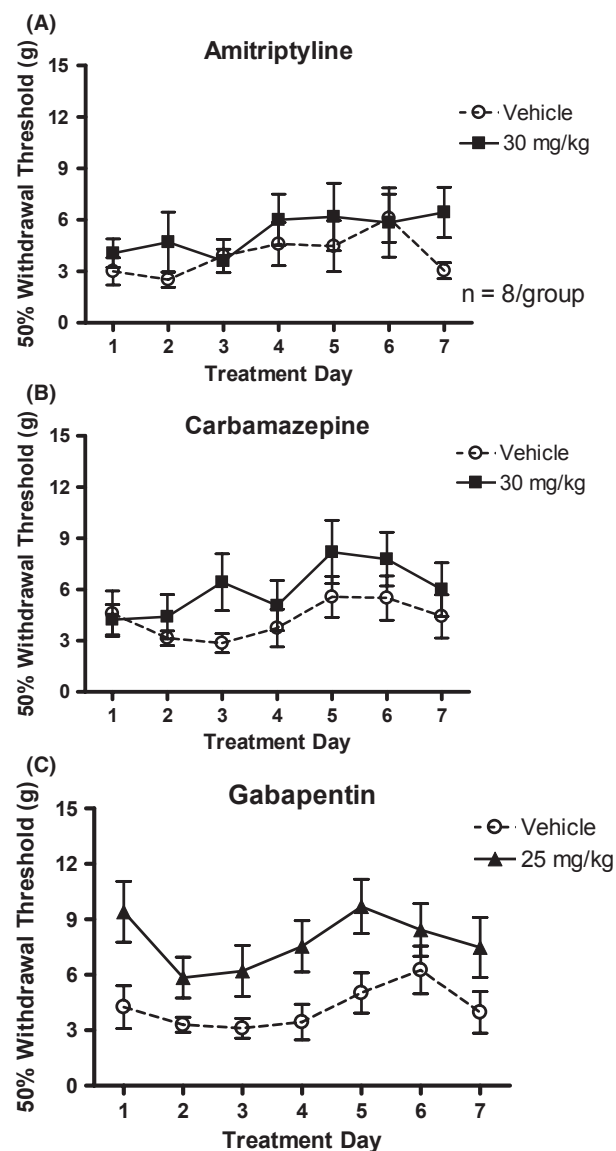 (A)
Amitriptyline
50% Withdrawal Threshold (g)
15
12
9
6
3
0
Vehicle
30 mg/kg
n = 8/group
1 2 3 4 5 6 7
Treatment Day
(B)
Carbamazepine
50% Withdrawal Threshold (g)
15
12
9
6
3
0
Vehicle
30 mg/kg
1 2 3 4 5 6 7
Treatment Day
(C)
Gabapentin
50% Withdrawal Threshold (g)
15
12
9
6
3
0
Vehicle
25 mg/kg
1 2 3 4 5 6 7
Treatment Day